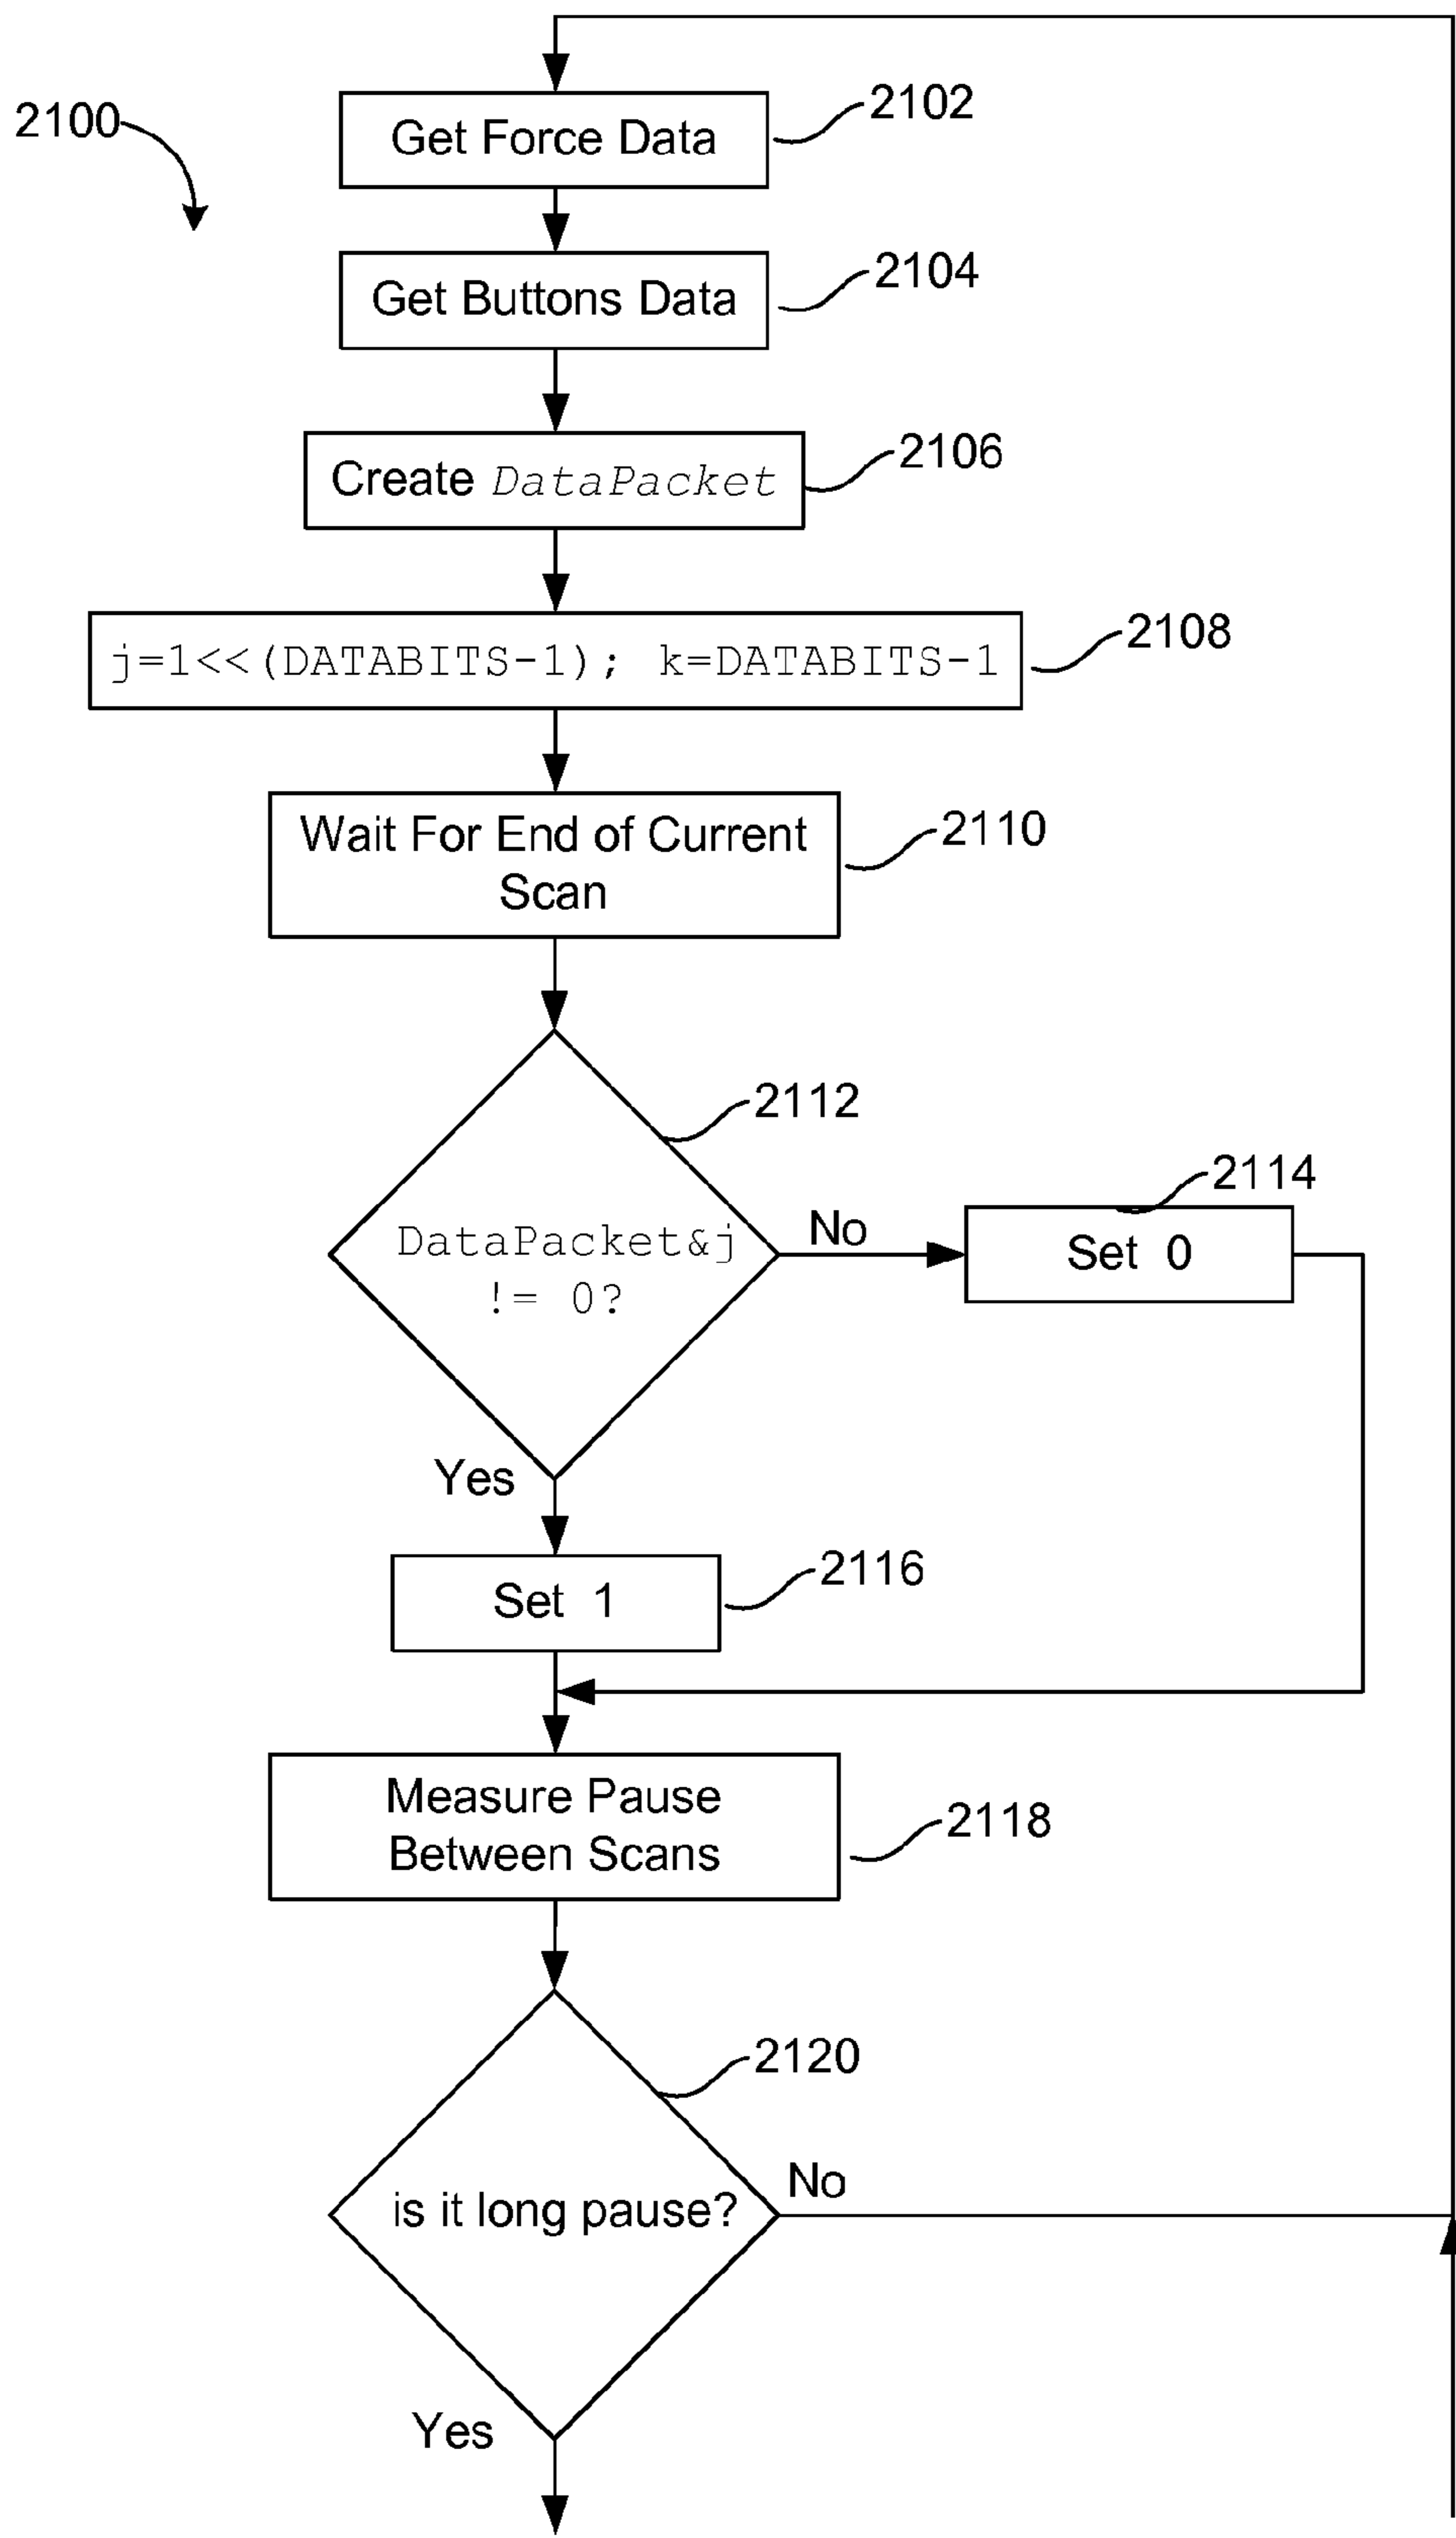 2100
Get Force Data
2102
Get Buttons Data
2104
Create DataPacket
2106
j=1<<(DATABITS-1); k=DATABITS-1
2108
Wait For End of Current
Scan
2110
2112
DataPacket&j
!= 0?
No
2114
Set 0
Yes
Set 1
2116
Measure Pause
Between Scans
2118
2120
is it long pause?
No
Yes